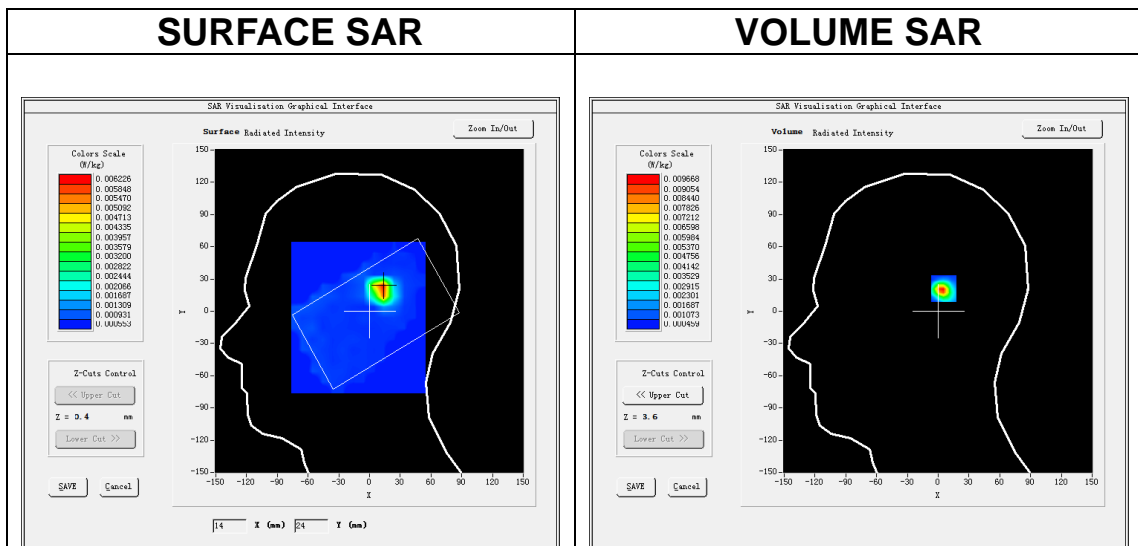 SURFACE SAR
VOLUME SAR
SAR Visualisation Graphical Interface
Surface Radiated Intensity
Zoom In/Out
Colors Scale
(W/kg)
0.006226
0.005848
0.005470
0.005092
0.004713
0.004335
0.003957
0.003579
0.003200
0.002822
0.002444
0.002066
0.001687
0.001309
0.000931
0.000553
150
120
90
60
30
0
-30
-60
-90
-120
-150
Y
-150 -120 -90 -60 -30 0 30 60 90 120 150
X
Z-Cuts Control
<< Upper Cut
Z = 0.4 mm
Lower Cut >>
SAVE Cancel
14 X (mm) 24 Y (mm)
SAR Visualisation Graphical Interface
Volume Radiated Intensity
Zoom In/Out
Colors Scale
(W/kg)
0.009668
0.009054
0.008440
0.007826
0.007212
0.006598
0.005984
0.005370
0.004756
0.004142
0.003529
0.002915
0.002301
0.001687
0.001073
0.000459
150
120
90
60
30
0
-30
-60
-90
-120
-150
Y
-150 -120 -90 -60 -30 0 30 60 90 120 150
X
Z-Cuts Control
<< Upper Cut
Z = 3.6 mm
Lower Cut >>
SAVE Cancel